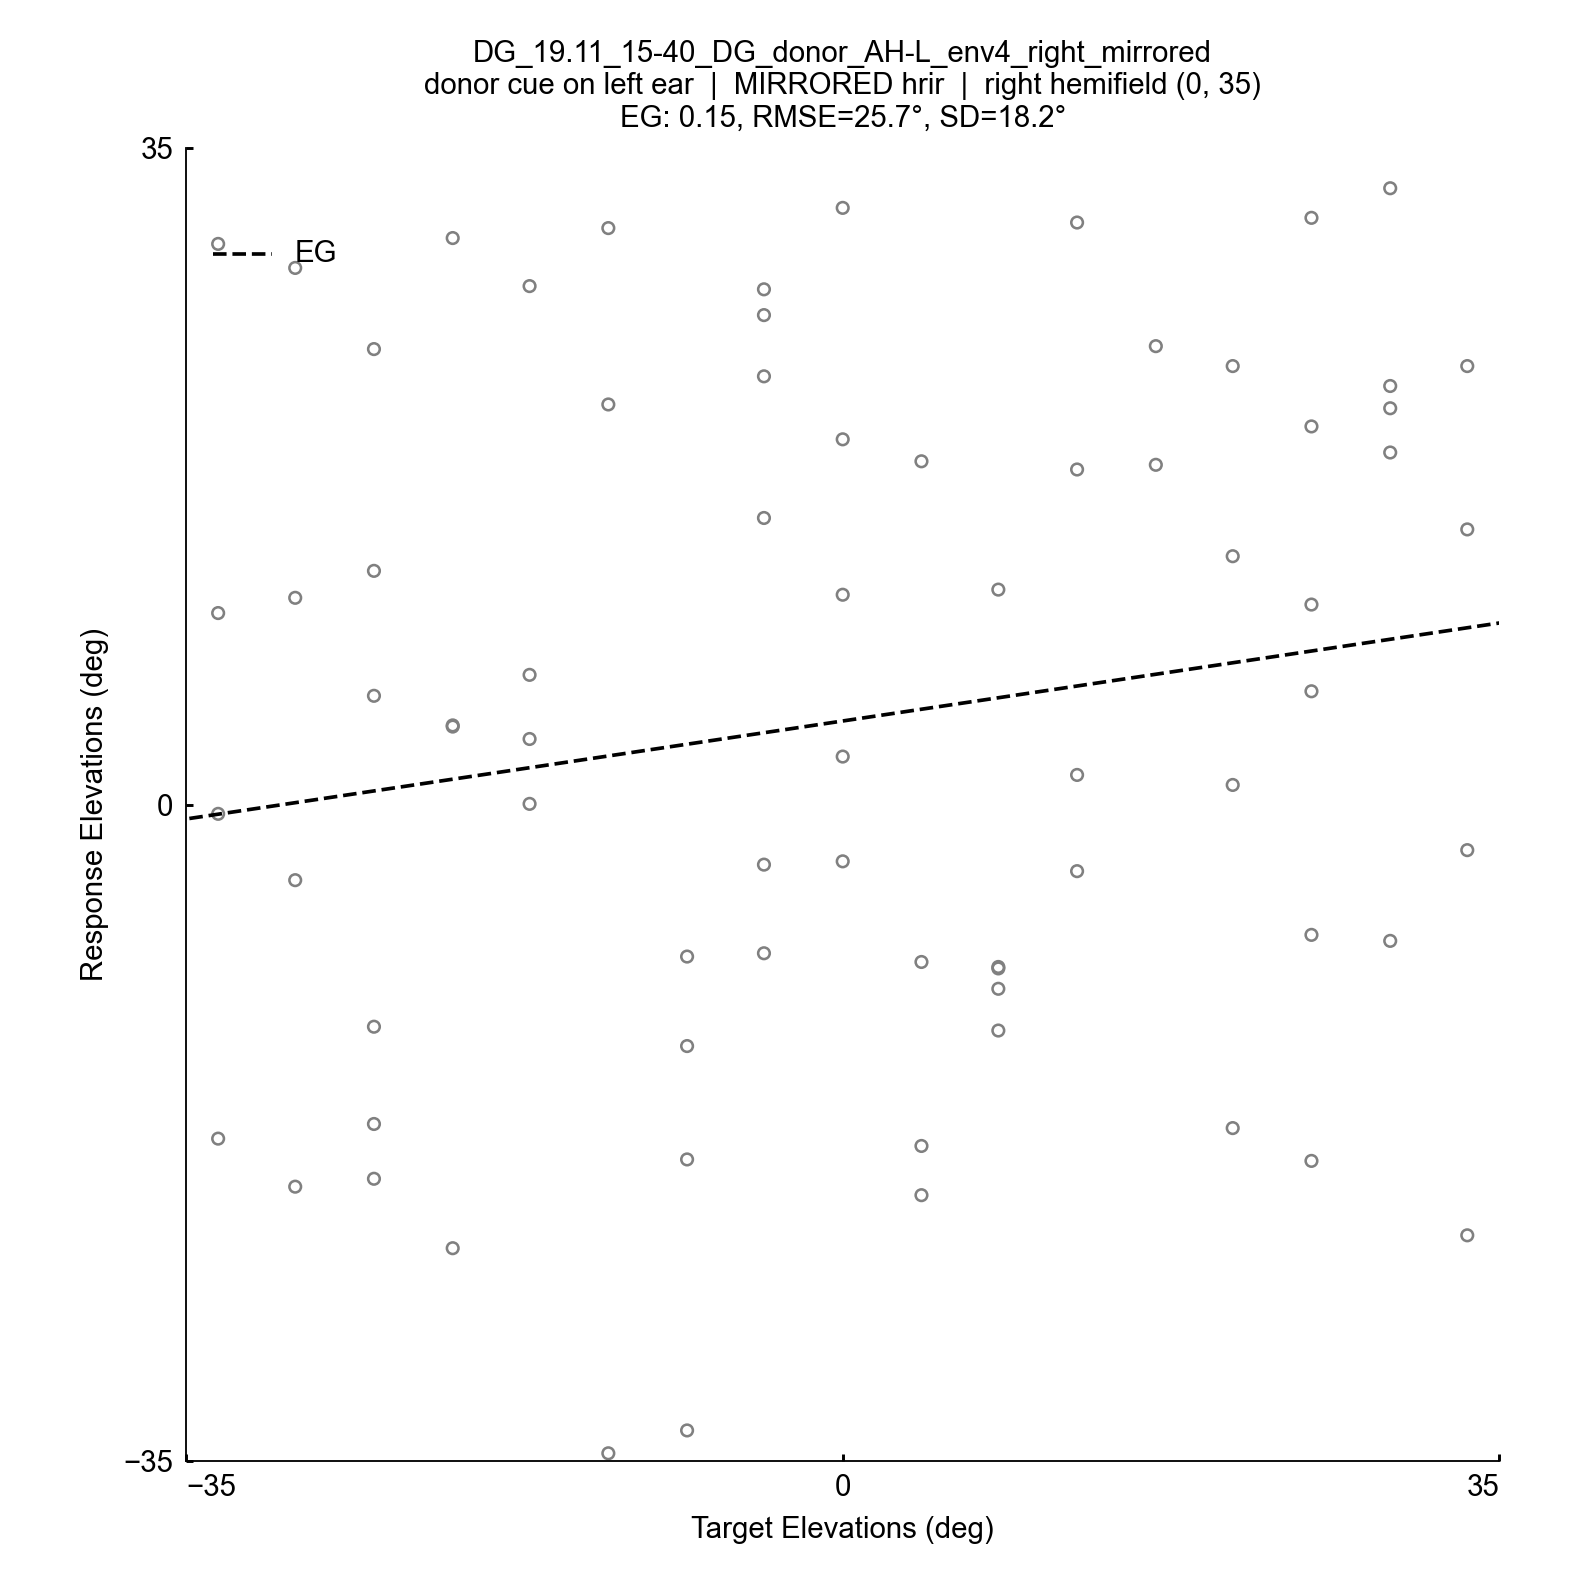 DG_19.11_15-40_DG_donor_AH-L_env4_right_mirrored
donor cue on left ear | MIRRORED hrir | right hemifield (0, 35)
EG: 0.15, RMSE=25.7°, SD=18.2°
35
EG
Response Elevations (deg)
0
−35
−35
0
35
Target Elevations (deg)